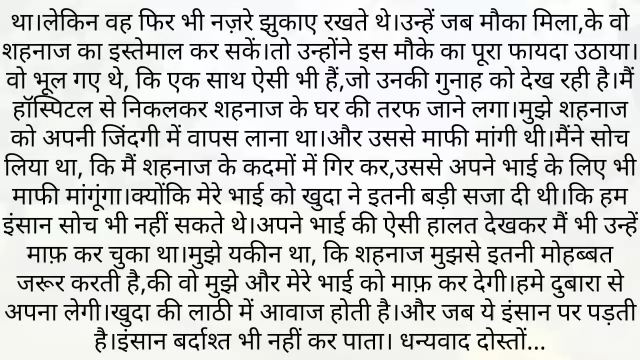 था।लेकिन वह फिर भी नज़रे झुकाए रखते थे।उन्हें जब मौका मिला,के वो
शहनाज का इस्तेमाल कर सकें।तो उन्होंने इस मौके का पूरा फायदा उठाया।
वो भूल गए थे, कि एक साथ ऐसी भी हैं,जो उनकी गुनाह को देख रही है।मैं
हॉस्पिटल से निकलकर शहनाज के घर की तरफ जाने लगा।मुझे शहनाज
को अपनी जिंदगी में वापस लाना था।और उससे माफी मांगी थी।मैंने सोच
लिया था, कि मैं शहनाज के कदमों में गिर कर,उससे अपने भाई के लिए भी
माफी मांगूंगा।क्योंकि मेरे भाई को खुदा ने इतनी बड़ी सजा दी थी।कि हम
इंसान सोच भी नहीं सकते थे।अपने भाई की ऐसी हालत देखकर मैं भी उन्हें
माफ़ कर चुका था।मुझे यकीन था, कि शहनाज मुझसे इतनी मोहब्बत
जरूर करती है,की वो मुझे और मेरे भाई को माफ़ कर देगी।हमे दुबारा से
अपना लेगी।खुदा की लाठी में आवाज होती है।और जब ये इंसान पर पड़ती
है।इंसान बर्दाश्त भी नहीं कर पाता। धन्यवाद दोस्तों...